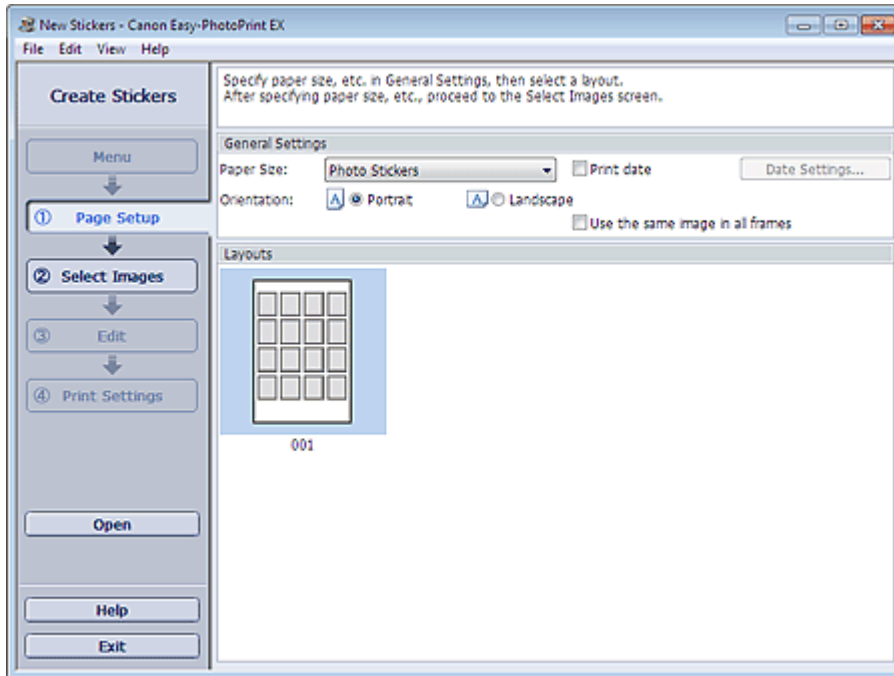 New Stickers - Canon Easy-PhotoPrint EX
File Edit View Help
Create Stickers
Menu
① Page Setup
② Select Images
③ Edit
④ Print Settings
Open
Help
Exit
Specify paper size, etc. in General Settings, then select a layout.
After specifying paper size, etc., proceed to the Select Images screen.
General Settings
Paper Size: Photo Stickers Print date Date Settings...
Orientation: A Portrait A Landscape
Use the same image in all frames
Layouts
001